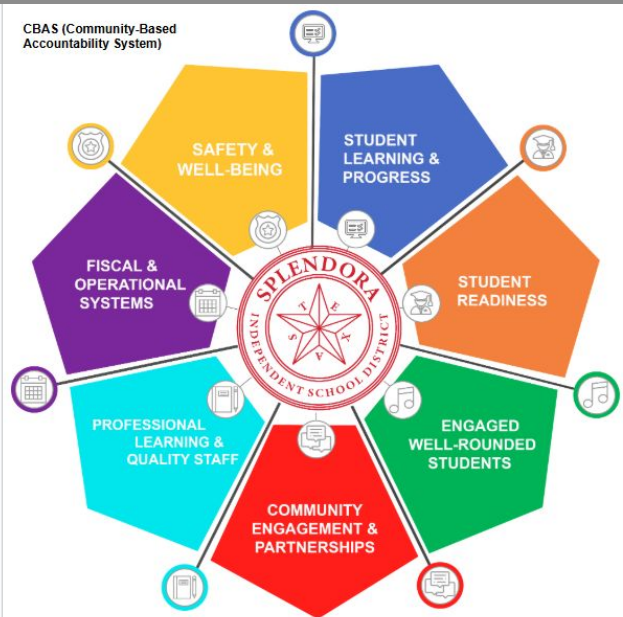 CBAS (Community-Based
Accountability System)
SAFETY &
WELL-BEING
STUDENT
LEARNING &
PROGRESS
FISCAL &
OPERATIONAL
SYSTEMS
STUDENT
READINESS
SPLENDORA
INDEPENDENT SCHOOL DISTRICT
T E X A S
PROFESSIONAL
LEARNING &
QUALITY STAFF
ENGAGED
WELL-ROUNDED
STUDENTS
COMMUNITY
ENGAGEMENT &
PARTNERSHIPS